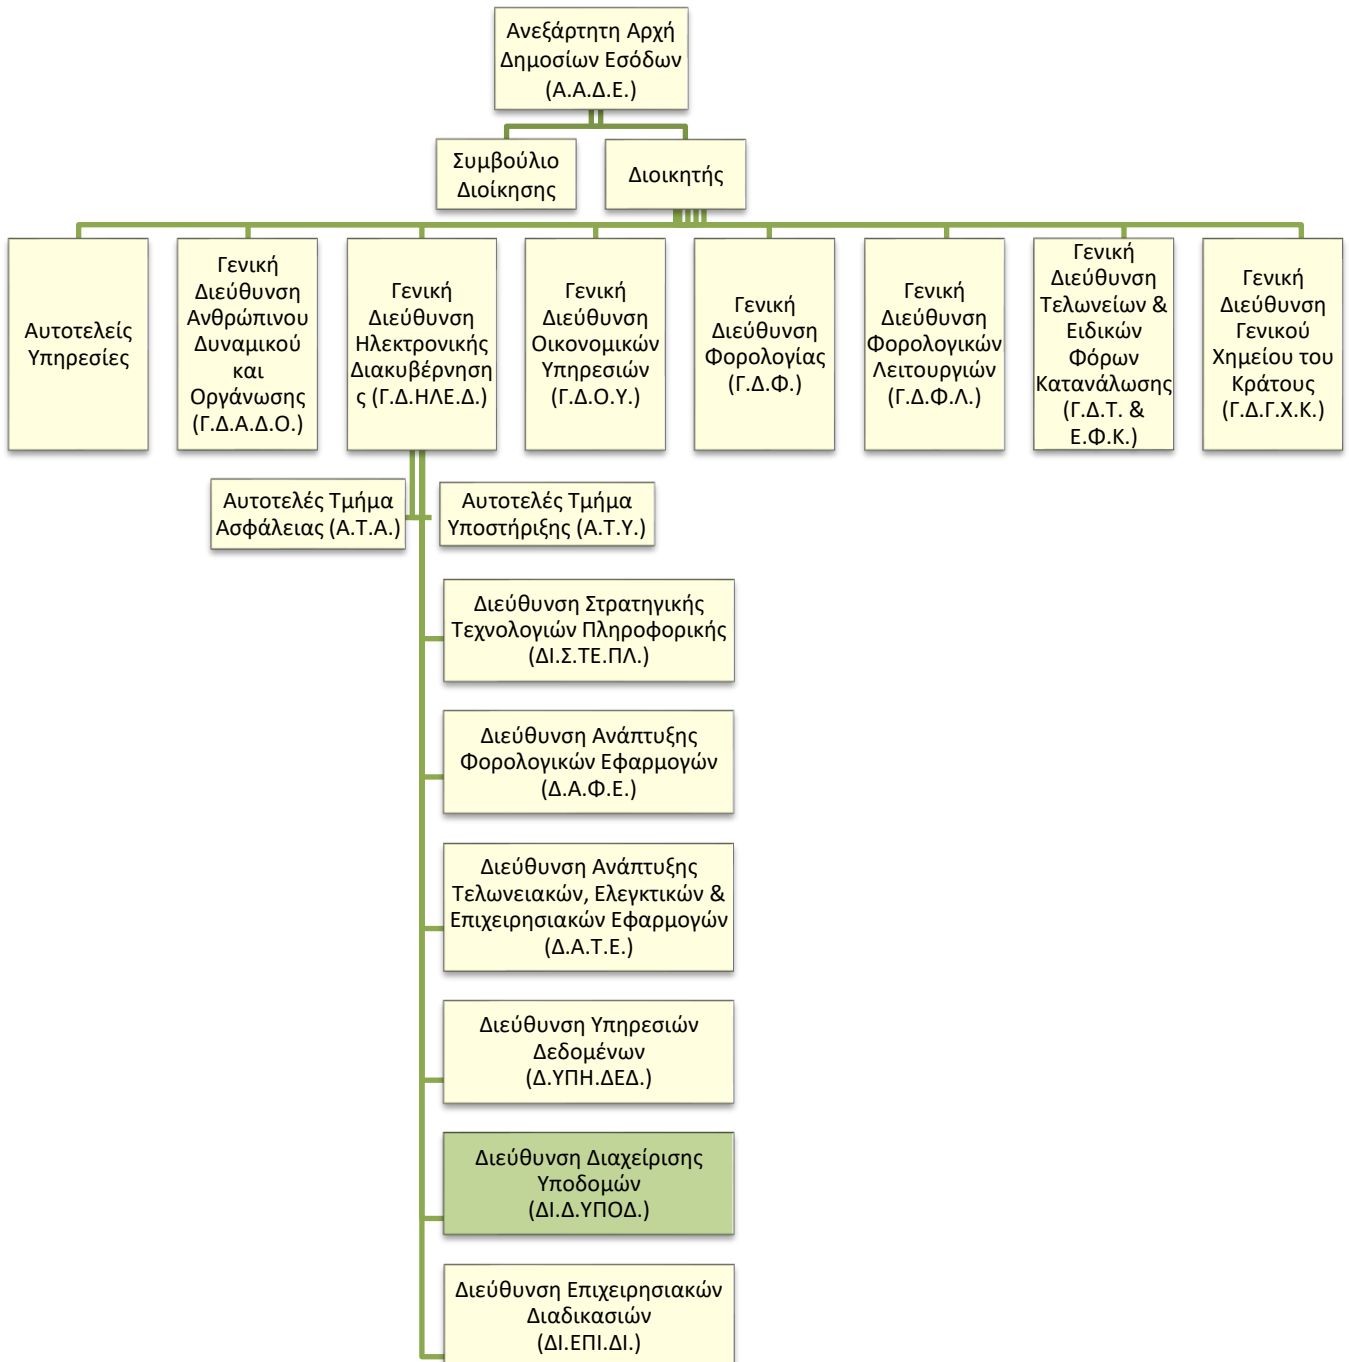 Ανεξάρτητη Αρχή
Δημοσίων Εσόδων
(Α.Α.Δ.Ε.)
Συμβούλιο
Διοίκησης
Διοικητής
Αυτοτελείς
Υπηρεσίες
Γενική
Διεύθυνση
Ανθρώπινου
Δυναμικού
και
Οργάνωσης
(Γ.Δ.Α.Δ.Ο.)
Γενική
Διεύθυνση
Ηλεκτρονικής
Διακυβέρνηση
ς (Γ.Δ.ΗΛΕ.Δ.)
Γενική
Διεύθυνση
Οικονομικών
Υπηρεσιών
(Γ.Δ.Ο.Υ.)
Γενική
Διεύθυνση
Φορολογίας
(Γ.Δ.Φ.)
Γενική
Διεύθυνση
Φορολογικών
Λειτουργιών
(Γ.Δ.Φ.Λ.)
Γενική
Διεύθυνση
Τελωνείων &
Ειδικών
Φόρων
Κατανάλωσης
(Γ.Δ.Τ. &
Ε.Φ.Κ.)
Γενική
Διεύθυνση
Γενικού
Χημείου του
Κράτους
(Γ.Δ.Γ.Χ.Κ.)
Αυτοτελές Τμήμα
Ασφάλειας (Α.Τ.Α.)
Αυτοτελές Τμήμα
Υποστήριξης (Α.Τ.Υ.)
Διεύθυνση Στρατηγικής
Τεχνολογιών Πληροφορικής
(ΔΙ.Σ.ΤΕ.ΠΛ.)
Διεύθυνση Ανάπτυξης
Φορολογικών Εφαρμογών
(Δ.Α.Φ.Ε.)
Διεύθυνση Ανάπτυξης
Τελωνειακών, Ελεγκτικών &
Επιχειρησιακών Εφαρμογών
(Δ.Α.Τ.Ε.)
Διεύθυνση Υπηρεσιών
Δεδομένων
(Δ.ΥΠΗ.ΔΕΔ.)
Διεύθυνση Διαχείρισης
Υποδομών
(ΔΙ.Δ.ΥΠΟΔ.)
Διεύθυνση Επιχειρησιακών
Διαδικασιών
(ΔΙ.ΕΠΙ.ΔΙ.)